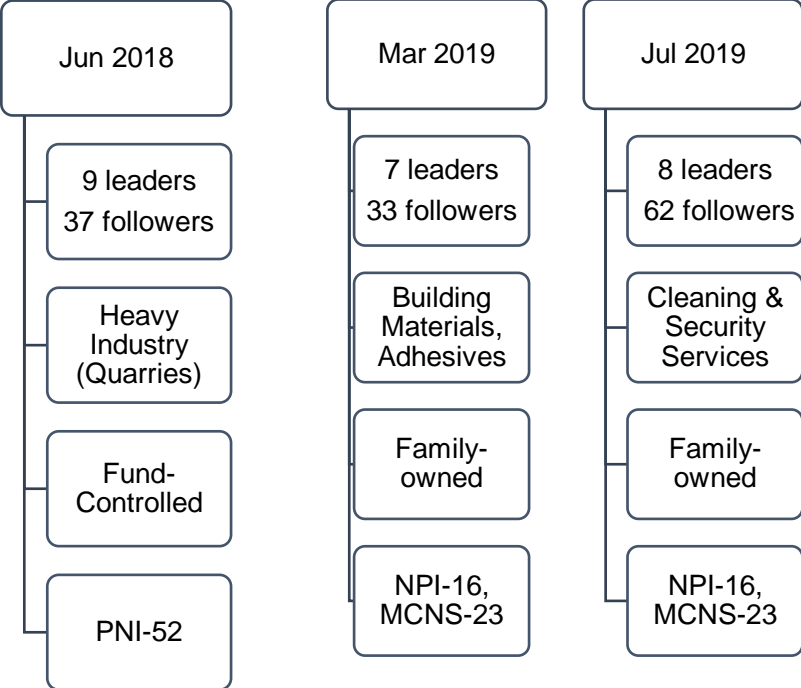 Jun 2018
9 leaders
37 followers
Heavy
Industry
(Quarries)
Fund-
Controlled
PNI-52
Mar 2019
7 leaders
33 followers
Building
Materials,
Adhesives
Family-
owned
NPI-16,
MCNS-23
Jul 2019
8 leaders
62 followers
Cleaning &
Security
Services
Family-
owned
NPI-16,
MCNS-23